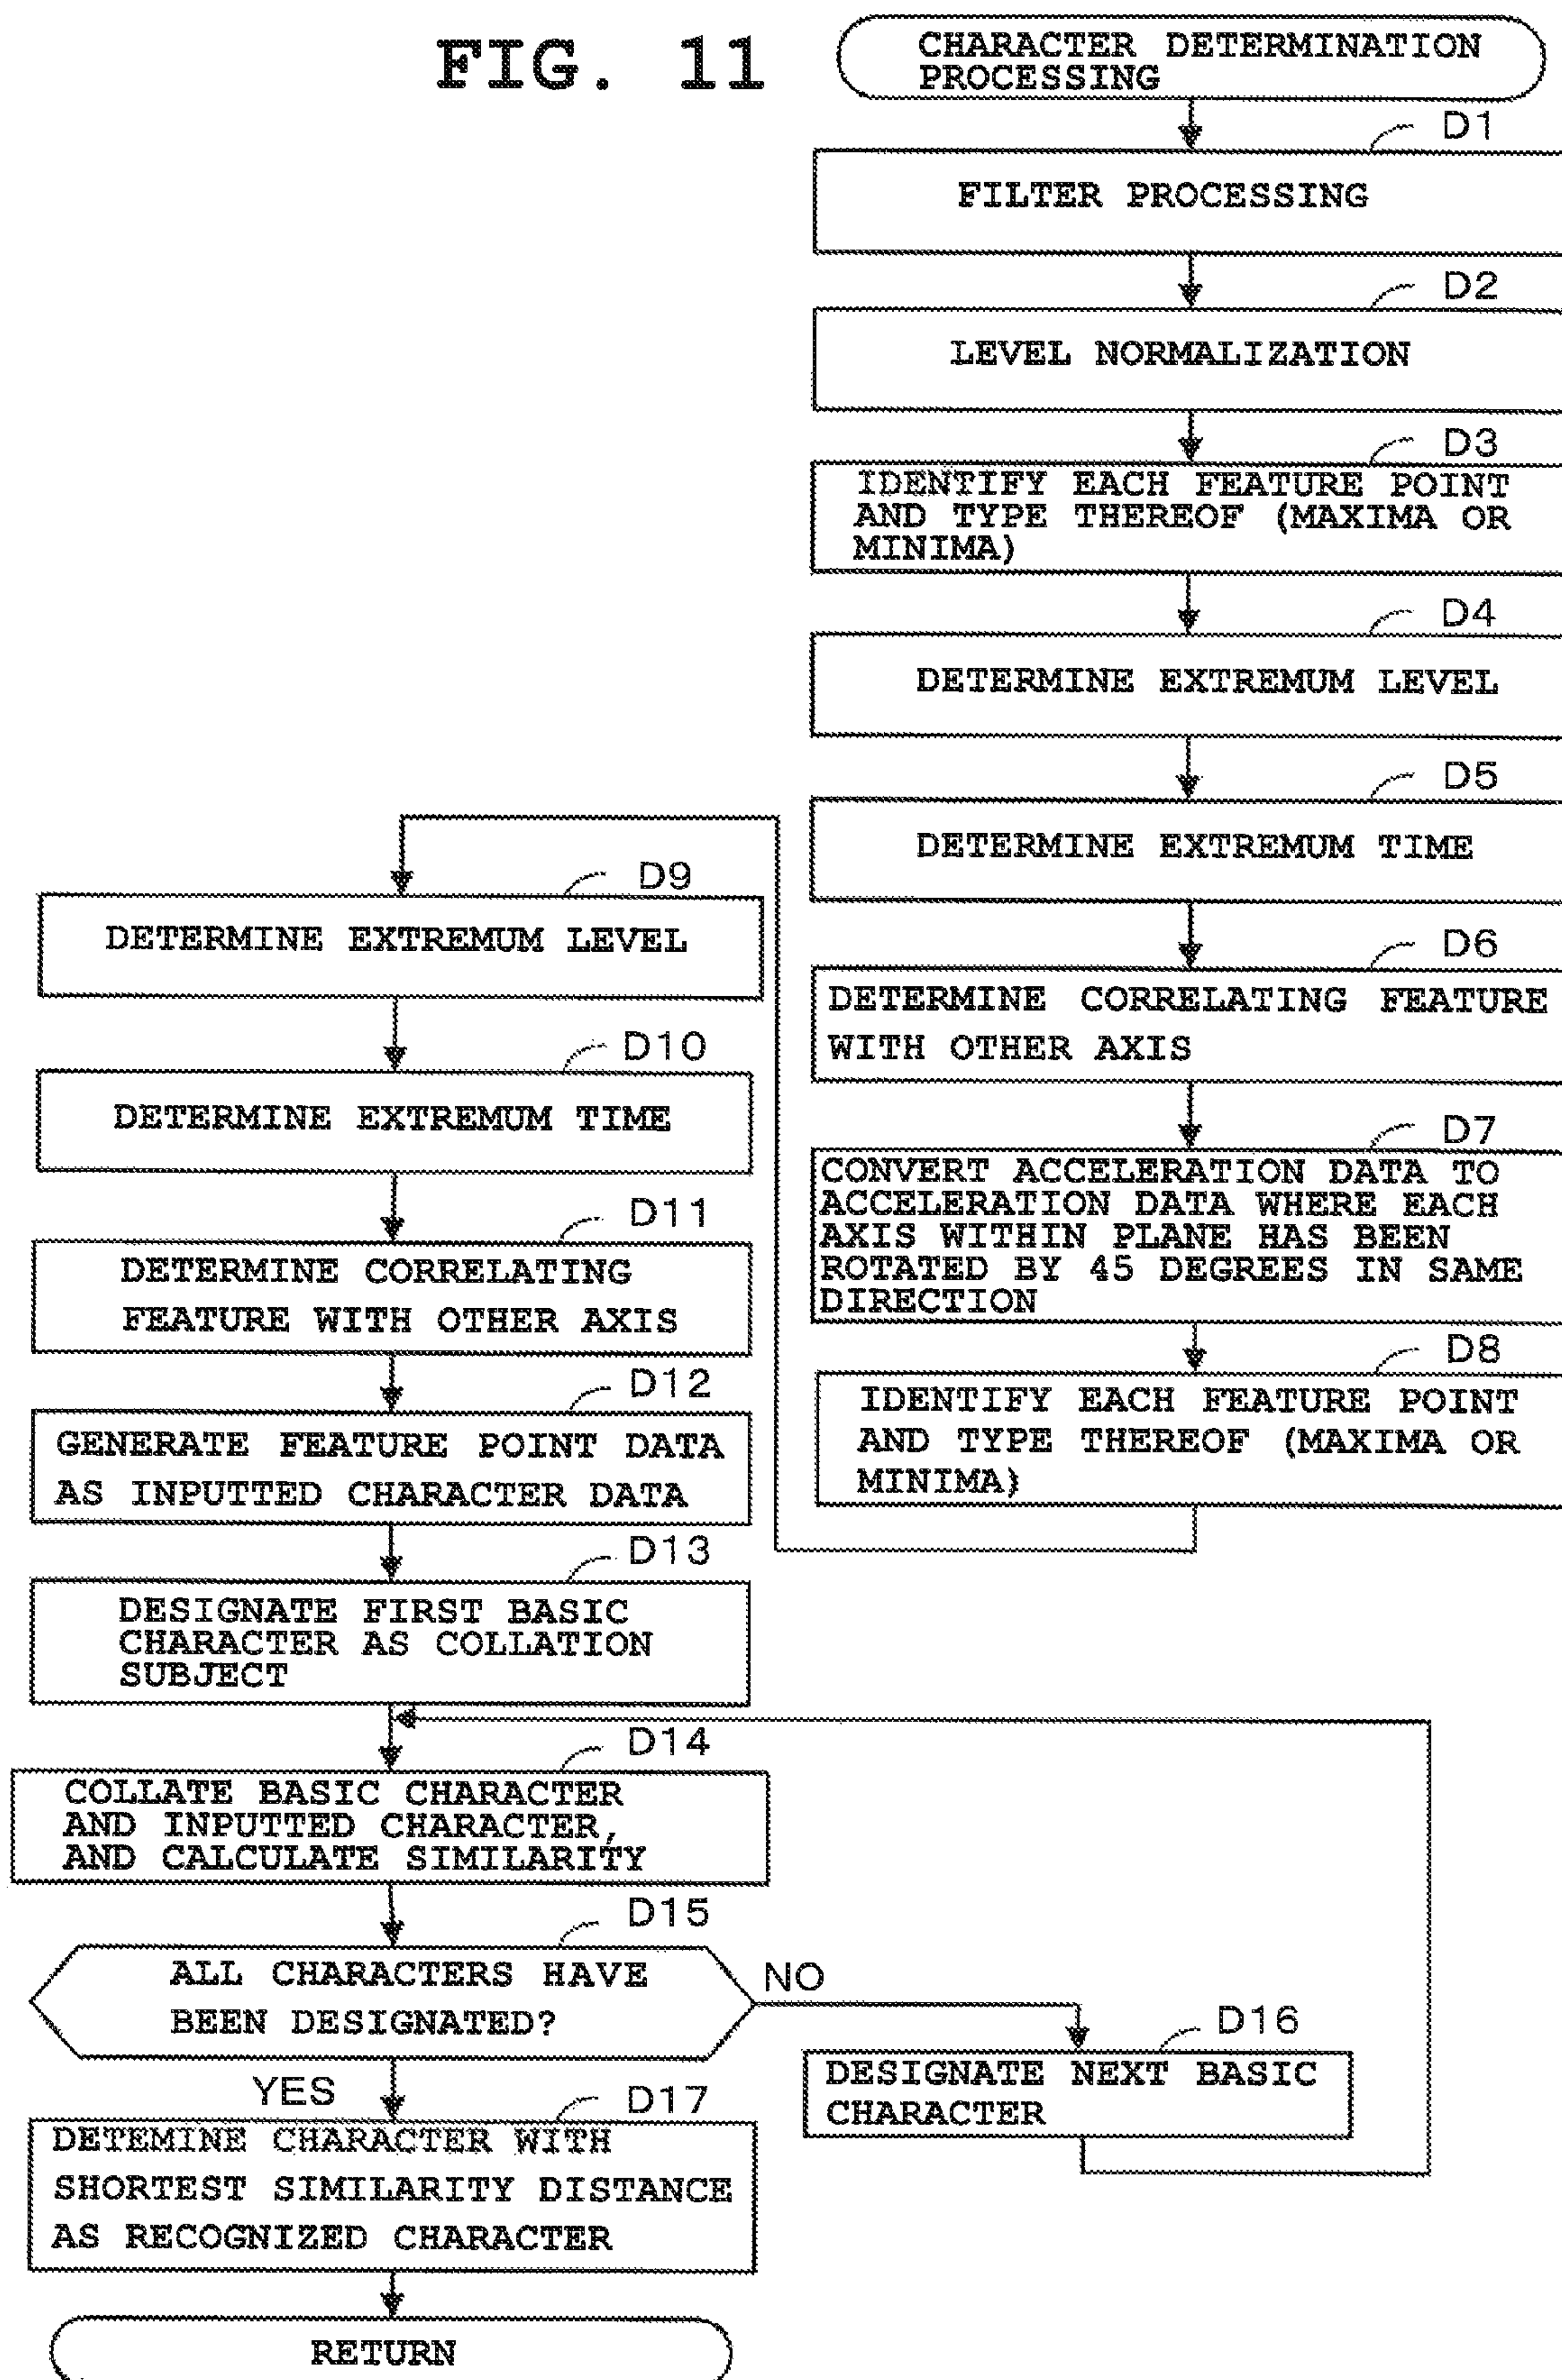 FIG. 11
CHARACTER DETERMINATION
PROCESSING
D1
FILTER PROCESSING
D2
LEVEL NORMALIZATION
D3
IDENTIFY EACH FEATURE POINT
AND TYPE THEREOF (MAXIMA OR
MINIMA)
D4
DETERMINE EXTREMUM LEVEL
D5
DETERMINE EXTREMUM TIME
D6
DETERMINE CORRELATING FEATURE
WITH OTHER AXIS
D7
CONVERT ACCELERATION DATA TO
ACCELERATION DATA WHERE EACH
AXIS WITHIN PLANE HAS BEEN
ROTATED BY 45 DEGREES IN SAME
DIRECTION
D8
IDENTIFY EACH FEATURE POINT
AND TYPE THEREOF (MAXIMA OR
MINIMA)
D9
DETERMINE EXTREMUM LEVEL
D10
DETERMINE EXTREMUM TIME
D11
DETERMINE CORRELATING
FEATURE WITH OTHER AXIS
D12
GENERATE FEATURE POINT DATA
AS INPUTTED CHARACTER DATA
D13
DESIGNATE FIRST BASIC
CHARACTER AS COLLATION
SUBJECT
D14
COLLATE BASIC CHARACTER
AND INPUTTED CHARACTER,
AND CALCULATE SIMILARITY
D15
ALL CHARACTERS HAVE
BEEN DESIGNATED?
NO
D16
DESIGNATE NEXT BASIC
CHARACTER
YES
D17
DETEMINE CHARACTER WITH
SHORTEST SIMILARITY DISTANCE
AS RECOGNIZED CHARACTER
RETURN